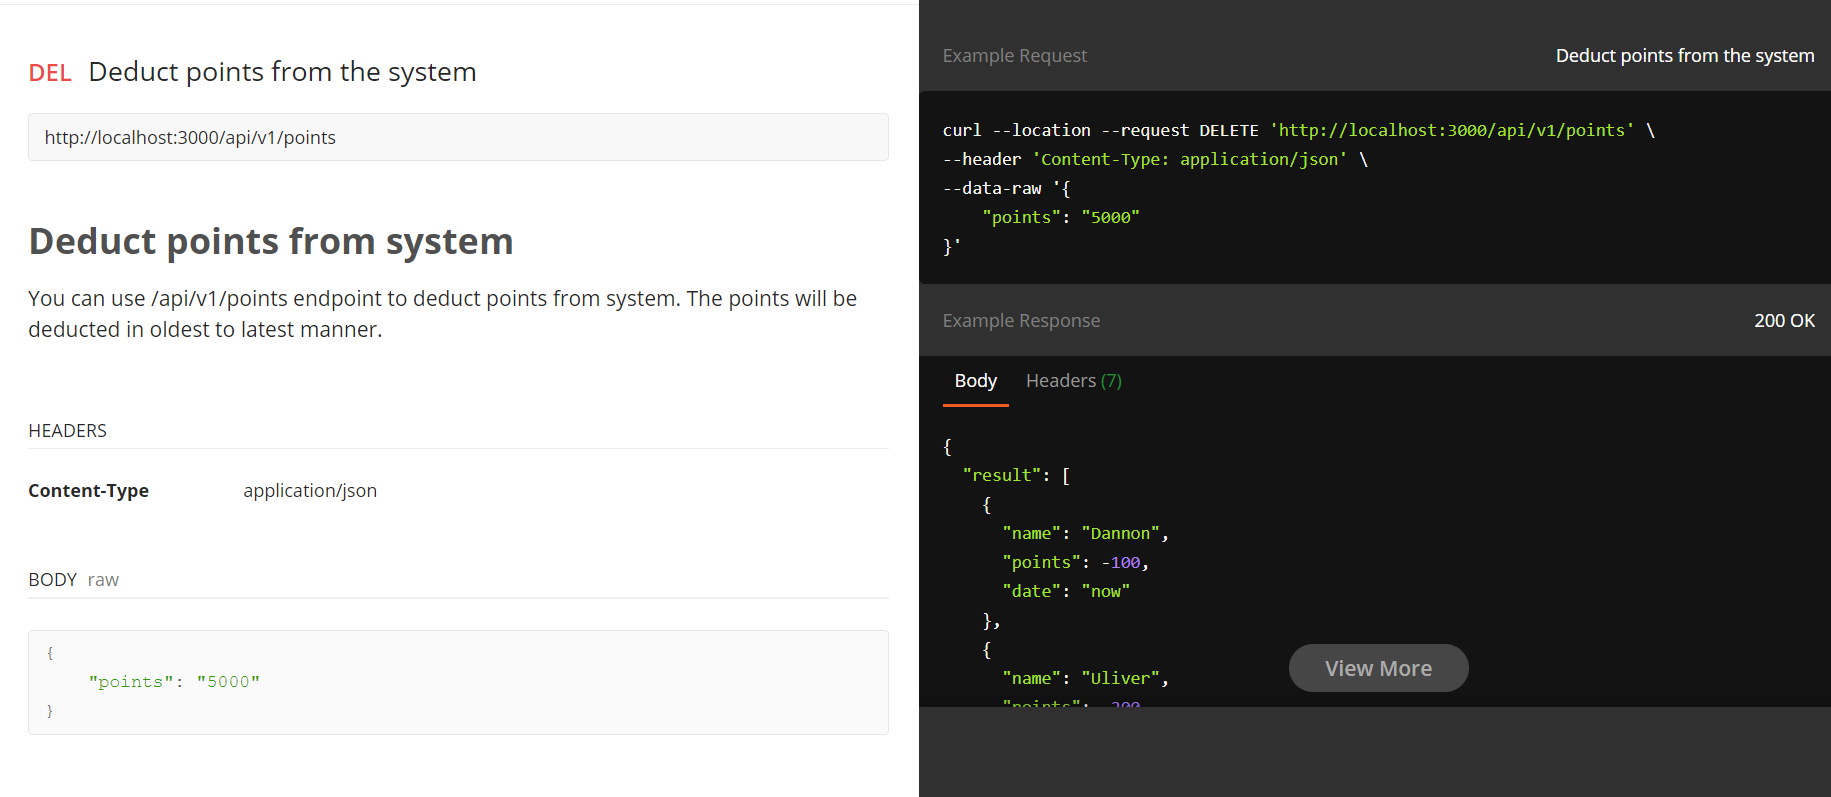 DEL Deduct points from the system
http://localhost:3000/api/v1/points
Deduct points from system
You can use /api/v1/points endpoint to deduct points from system. The points will be
deducted in oldest to latest manner.
HEADERS
Content-Type application/json
BODY raw
{
    "points": "5000"
}
Example Request Deduct points from the system
curl --location --request DELETE 'http://localhost:3000/api/v1/points' \
--header 'Content-Type: application/json' \
--data-raw '{
    "points": "5000"
}'
Example Response 200 OK
Body Headers (7)
{
  "result": [
    {
      "name": "Dannon",
      "points": -100,
      "date": "now"
    },
    {
      "name": "Uliver",
      "points": -200
View More